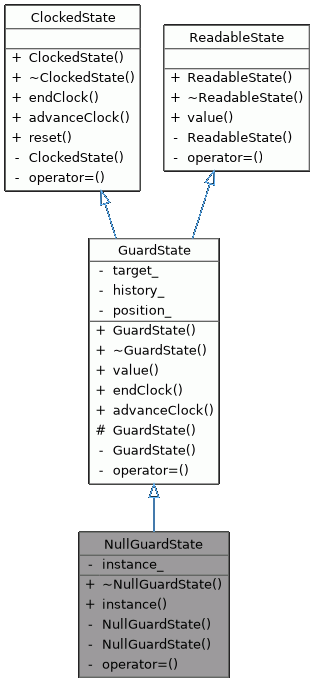 ClockedState
+ ClockedState()
+ ~ClockedState()
+ endClock()
+ advanceClock()
+ reset()
- ClockedState()
- operator=()
ReadableState
+ ReadableState()
+ ~ReadableState()
+ value()
- ReadableState()
- operator=()
GuardState
- target_
- history_
- position_
+ GuardState()
+ ~GuardState()
+ value()
+ endClock()
+ advanceClock()
# GuardState()
- GuardState()
- operator=()
NullGuardState
- instance_
+ ~NullGuardState()
+ instance()
- NullGuardState()
- NullGuardState()
- operator=()